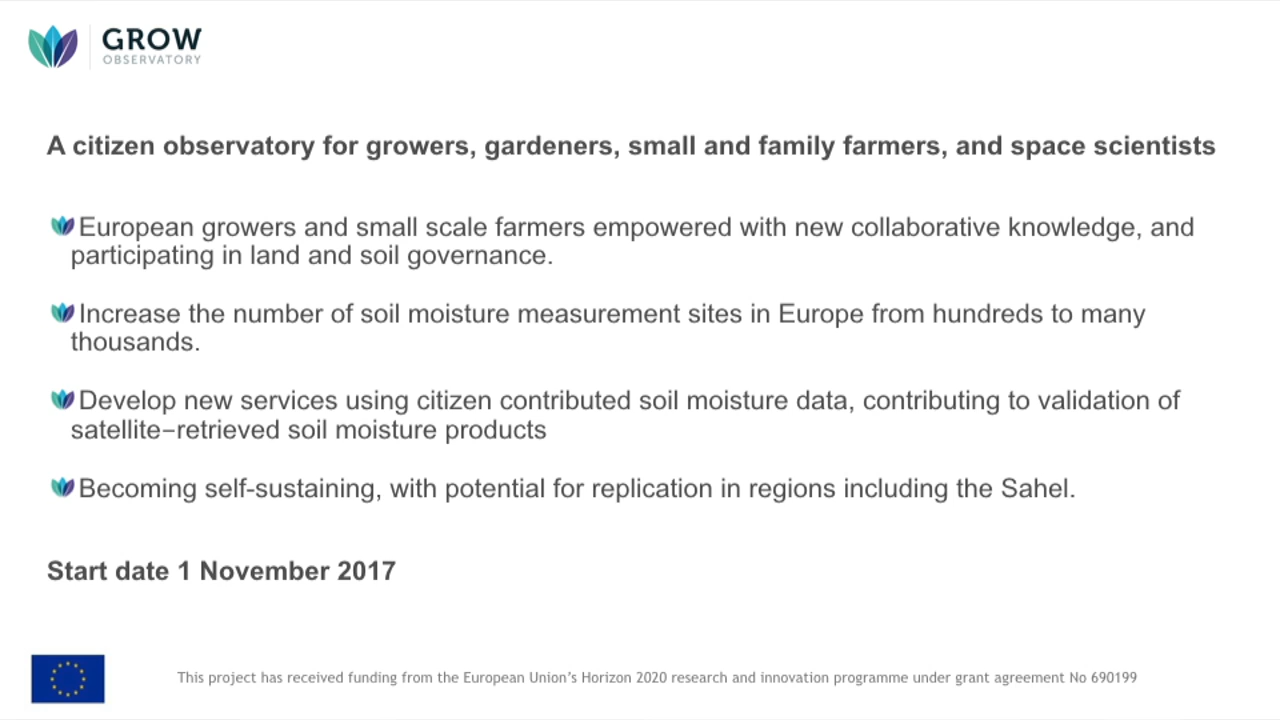 GROW
OBSERVATORY
A citizen observatory for growers, gardeners, small and family farmers, and space scientists
European growers and small scale farmers empowered with new collaborative knowledge, and
participating in land and soil governance.
Increase the number of soil moisture measurement sites in Europe from hundreds to many
thousands.
Develop new services using citizen contributed soil moisture data, contributing to validation of
satellite–retrieved soil moisture products
Becoming self-sustaining, with potential for replication in regions including the Sahel.
Start date 1 November 2017
This project has received funding from the European Union’s Horizon 2020 research and innovation programme under grant agreement No 690199